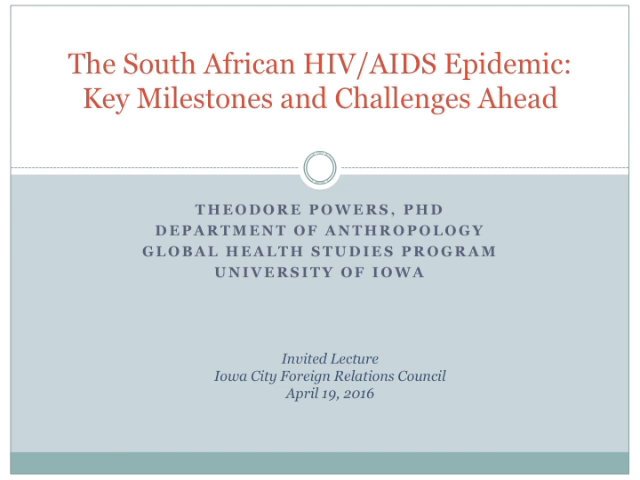 The South African HIV/AIDS Epidemic:
Key Milestones and Challenges Ahead
THEODORE POWERS, PHD
DEPARTMENT OF ANTHROPOLOGY
GLOBAL HEALTH STUDIES PROGRAM
UNIVERSITY OF IOWA
Invited Lecture
Iowa City Foreign Relations Council
April 19, 2016